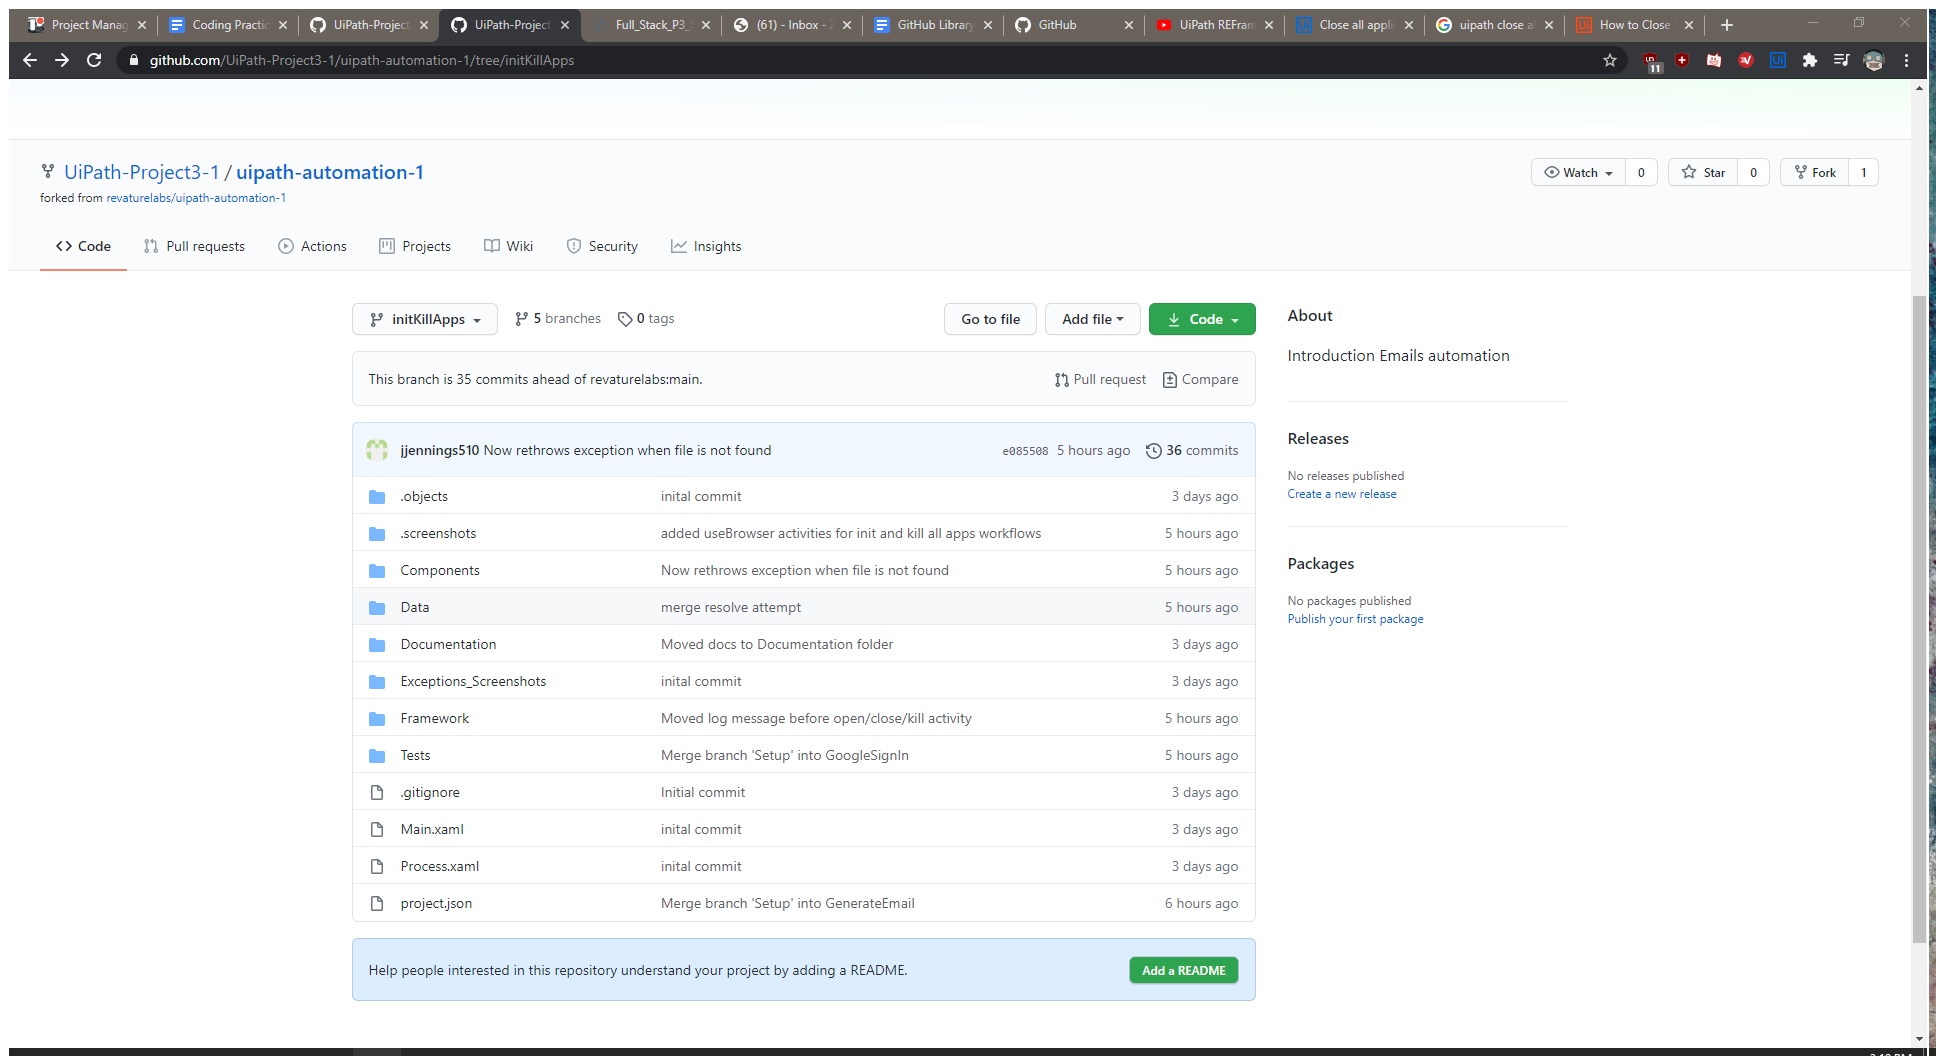 Project Manag
Coding Practic
UiPath-Project
UiPath-Project
Full_Stack_P3_
(61) - Inbox - 2
GitHub Library
GitHub
UiPath REFram
Close all applic
uipath close al
How to Close
github.com/UiPath-Project3-1/uipath-automation-1/tree/initKillApps
11
UiPath-Project3-1 / uipath-automation-1
forked from revaturelabs/uipath-automation-1
Watch 0
Star 0
Fork 1
Code
Pull requests
Actions
Projects
Wiki
Security
Insights
initKillApps
5 branches
0 tags
Go to file
Add file
Code
This branch is 35 commits ahead of revaturelabs:main.
Pull request
Compare
jjennings510 Now rethrows exception when file is not found e085508 5 hours ago 36 commits
.objects inital commit 3 days ago
.screenshots added useBrowser activities for init and kill all apps workflows 5 hours ago
Components Now rethrows exception when file is not found 5 hours ago
Data merge resolve attempt 5 hours ago
Documentation Moved docs to Documentation folder 3 days ago
Exceptions_Screenshots inital commit 3 days ago
Framework Moved log message before open/close/kill activity 5 hours ago
Tests Merge branch 'Setup' into GoogleSignIn 5 hours ago
.gitignore Initial commit 3 days ago
Main.xaml inital commit 3 days ago
Process.xaml inital commit 3 days ago
project.json Merge branch 'Setup' into GenerateEmail 6 hours ago
Help people interested in this repository understand your project by adding a README.
Add a README
About
Introduction Emails automation
Releases
No releases published
Create a new release
Packages
No packages published
Publish your first package